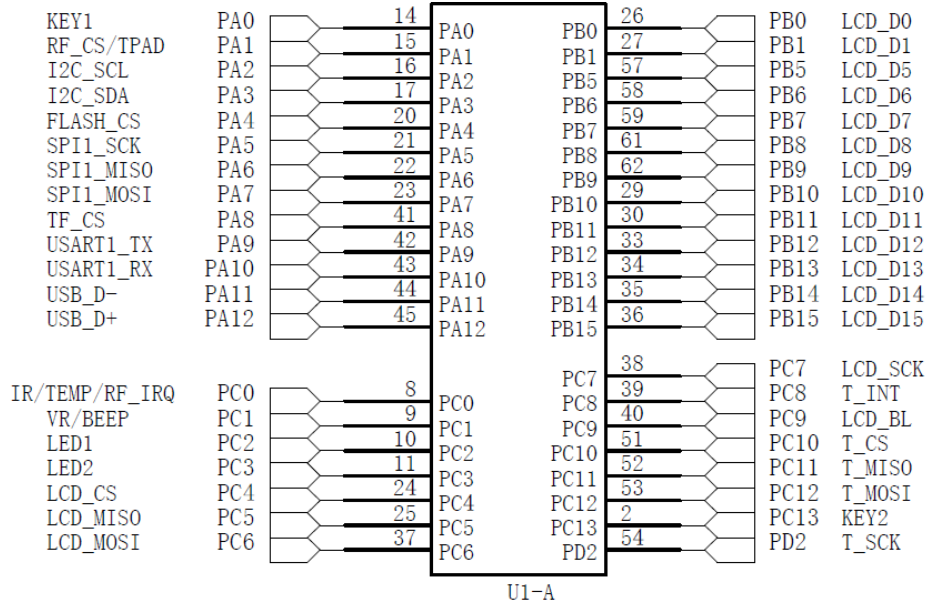 KEY1 PA0 14 PA0 PB0 26 PB0 LCD_D0
RF_CS/TPAD PA1 15 PA1 PB1 27 PB1 LCD_D1
I2C_SCL PA2 16 PA2 PB5 57 PB5 LCD_D5
I2C_SDA PA3 17 PA3 PB6 58 PB6 LCD_D6
FLASH_CS PA4 20 PA4 PB7 59 PB7 LCD_D7
SPI1_SCK PA5 21 PA5 PB8 61 PB8 LCD_D8
SPI1_MISO PA6 22 PA6 PB9 62 PB9 LCD_D9
SPI1_MOSI PA7 23 PA7 PB10 29 PB10 LCD_D10
TF_CS PA8 41 PA8 PB11 30 PB11 LCD_D11
USART1_TX PA9 42 PA9 PB12 33 PB12 LCD_D12
USART1_RX PA10 43 PA10 PB13 34 PB13 LCD_D13
USB_D- PA11 44 PA11 PB14 35 PB14 LCD_D14
USB_D+ PA12 45 PA12 PB15 36 PB15 LCD_D15
PC7 38 PC7 LCD_SCK
IR/TEMP/RF_IRQ PC0 8 PC0 PC8 39 PC8 T_INT
VR/BEEP PC1 9 PC1 PC9 40 PC9 LCD_BL
LED1 PC2 10 PC2 PC10 51 PC10 T_CS
LED2 PC3 11 PC3 PC11 52 PC11 T_MISO
LCD_CS PC4 24 PC4 PC12 53 PC12 T_MOSI
LCD_MISO PC5 25 PC5 PC13 2 PC13 KEY2
LCD_MOSI PC6 37 PC6 PD2 54 PD2 T_SCK
U1-A